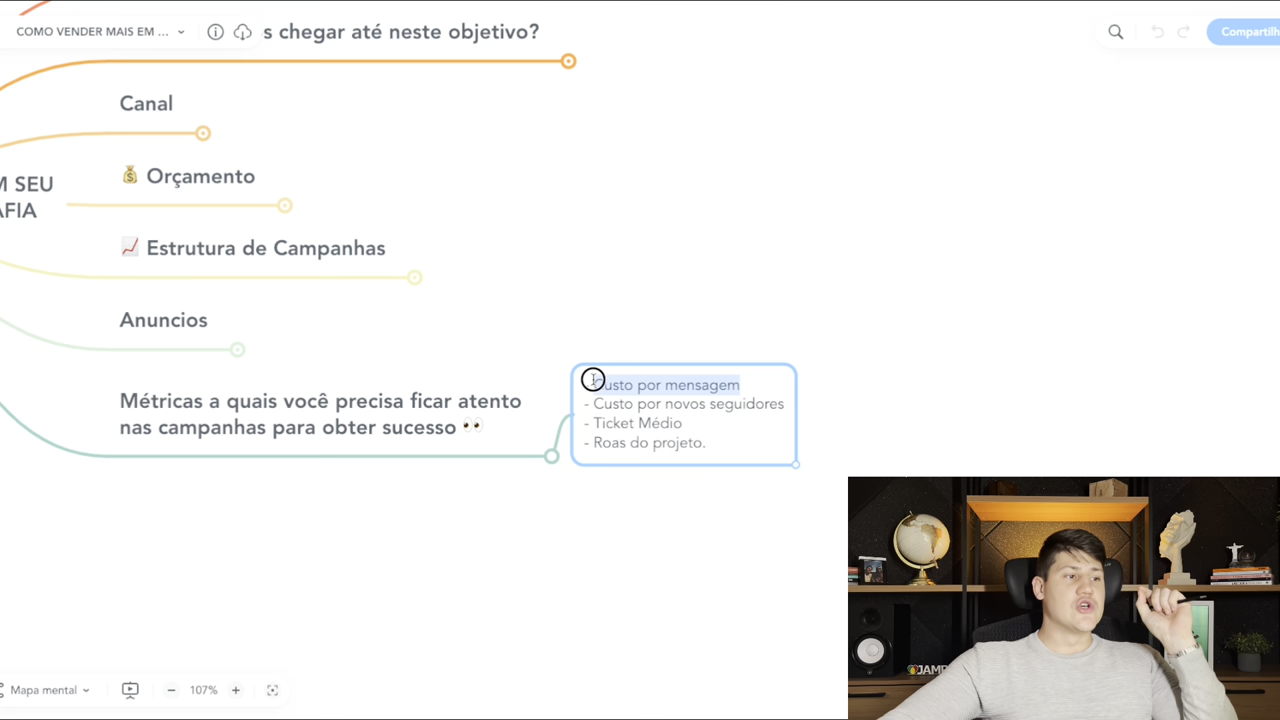 COMO VENDER MAIS EM ...
s chegar até neste objetivo?
Compartilh
Canal
Orçamento
M SEU
AFIA
Estrutura de Campanhas
Anuncios
Métricas a quais você precisa ficar atento
nas campanhas para obter sucesso
- Custo por mensagem
- Custo por novos seguidores
- Ticket Médio
- Roas do projeto.
JAMP
Mapa mental
107%